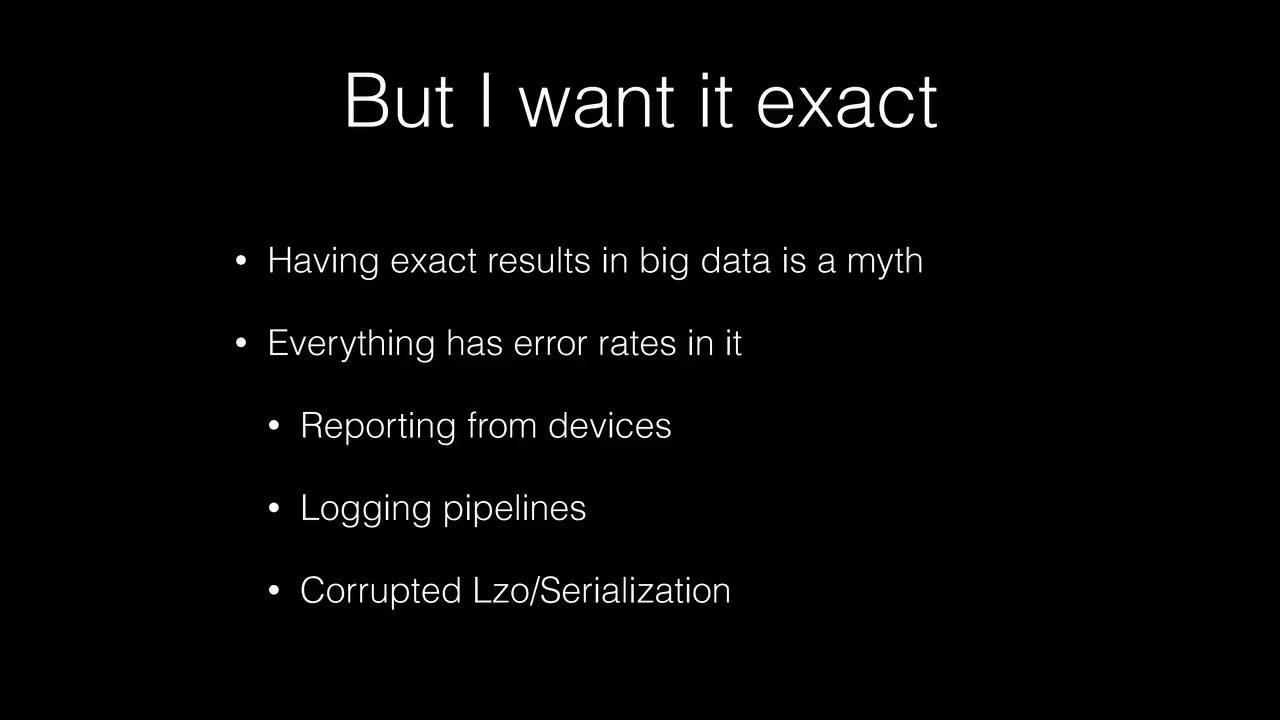 But I want it exact
• Having exact results in big data is a myth
• Everything has error rates in it
• Reporting from devices
• Logging pipelines
• Corrupted Lzo/Serialization